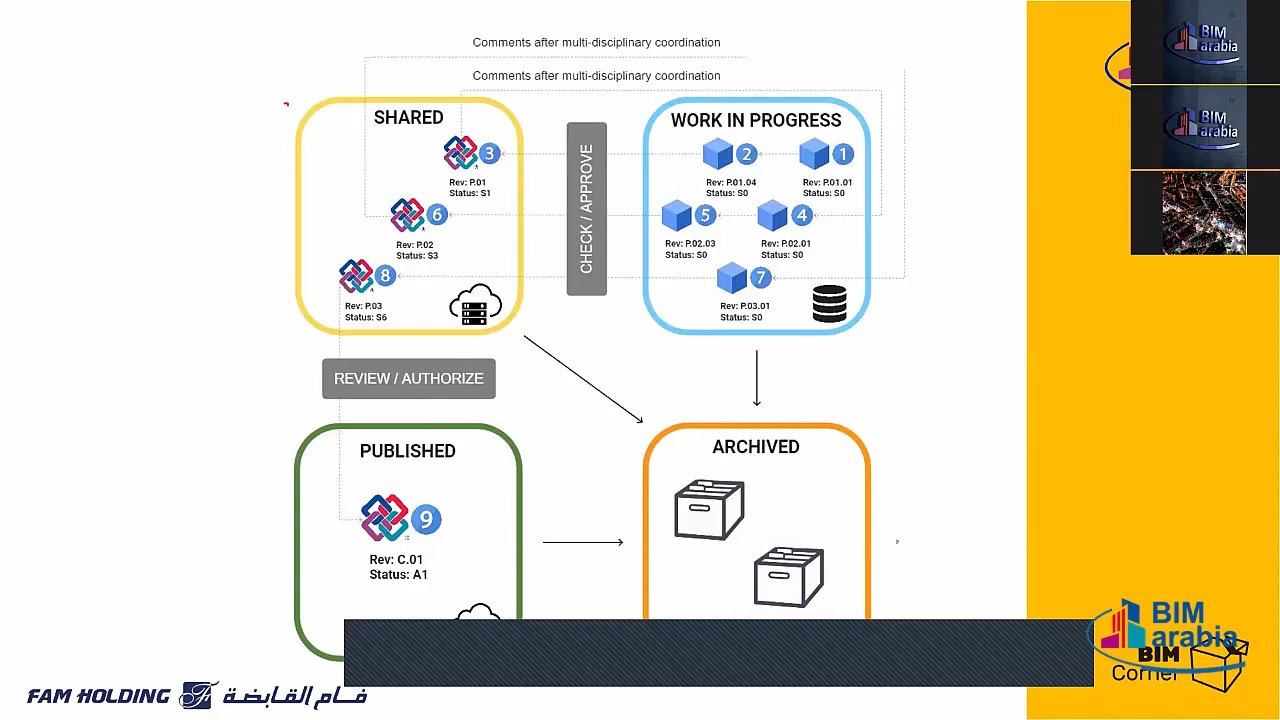 Comments after multi-disciplinary coordination
Comments after multi-disciplinary coordination
SHARED
3
Rev: P.01
Status: S1
6
Rev: P.02
Status: S3
8
Rev: P.03
Status: S6
CHECK / APPROVE
WORK IN PROGRESS
2
1
Rev: P.01.04
Status: S0
Rev: P.01.01
Status: S0
5
4
Rev: P.02.03
Status: S0
Rev: P.02.01
Status: S0
7
Rev: P.03.01
Status: S0
REVIEW / AUTHORIZE
PUBLISHED
9
Rev: C.01
Status: A1
ARCHIVED
BIM
arabia
BIM
arabia
BIM
arabia
BIM
Corner
FAM HOLDING
فام القابضة